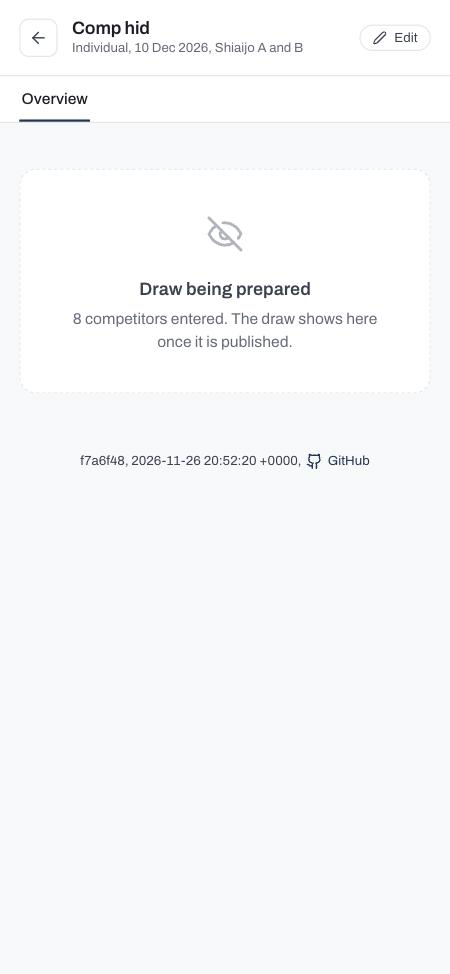 Comp hid
Individual, 10 Dec 2026, Shiaijo A and B
Edit
Overview
Draw being prepared
8 competitors entered. The draw shows here
once it is published.
f7a6f48, 2026-11-26 20:52:20 +0000, GitHub